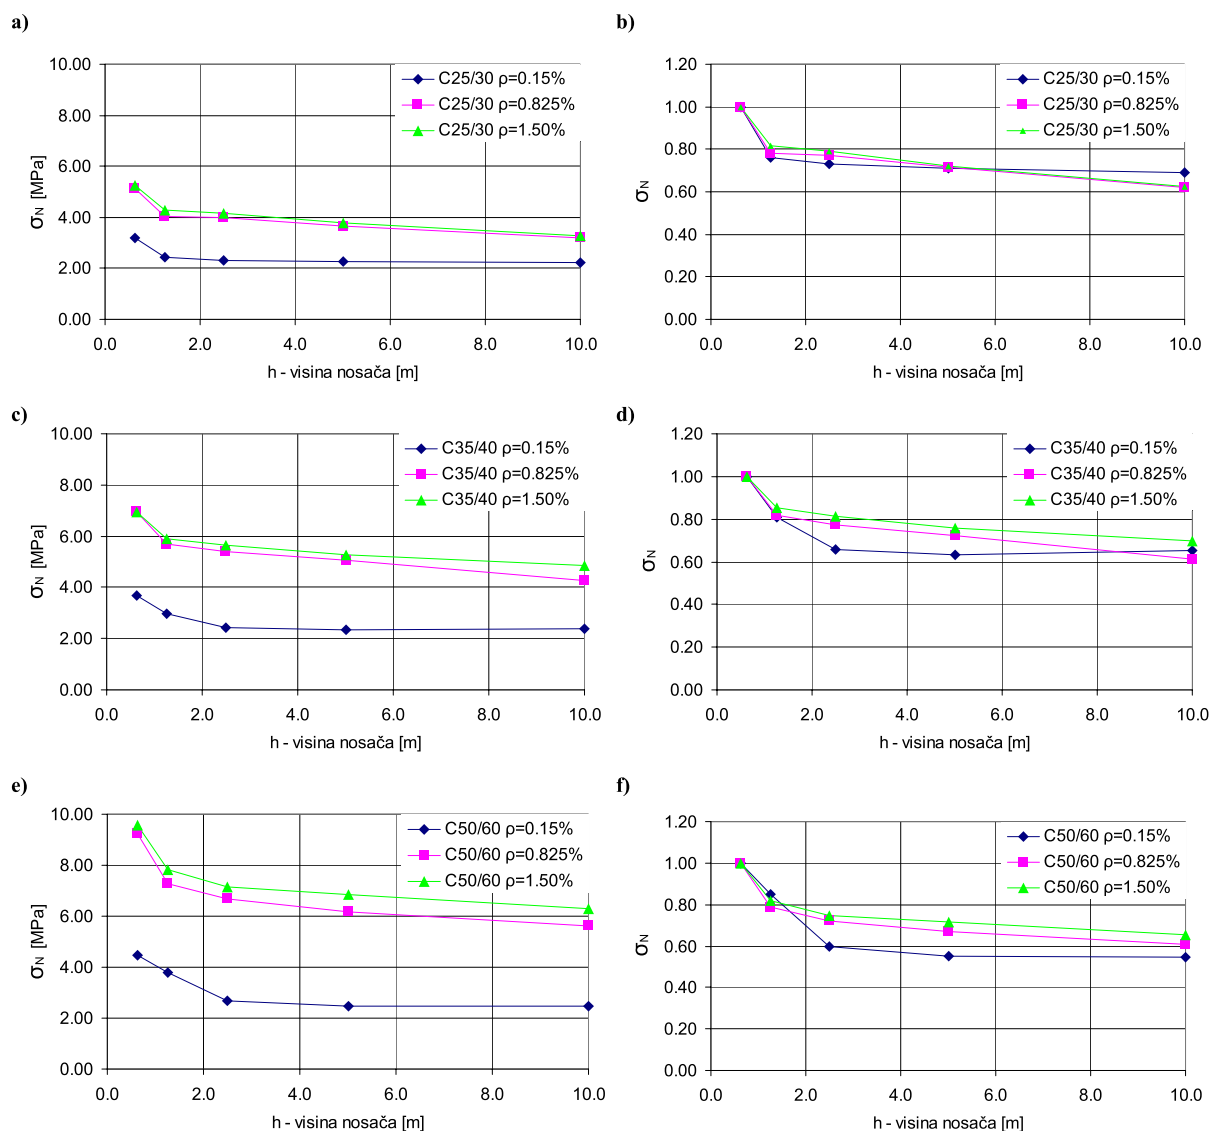 a)
10.00
8.00
6.00
4.00
2.00
0.00
σN [MPa]
C25/30 ρ=0.15%
C25/30 ρ=0.825%
C25/30 ρ=1.50%
0.0 2.0 4.0 6.0 8.0 10.0
h - visina nosača [m]
b)
1.20
1.00
0.80
0.60
0.40
0.20
0.00
σN
C25/30 ρ=0.15%
C25/30 ρ=0.825%
C25/30 ρ=1.50%
0.0 2.0 4.0 6.0 8.0 10.0
h - visina nosača [m]
c)
10.00
8.00
6.00
4.00
2.00
0.00
σN [MPa]
C35/40 ρ=0.15%
C35/40 ρ=0.825%
C35/40 ρ=1.50%
0.0 2.0 4.0 6.0 8.0 10.0
h - visina nosača [m]
d)
1.20
1.00
0.80
0.60
0.40
0.20
0.00
σN
C35/40 ρ=0.15%
C35/40 ρ=0.825%
C35/40 ρ=1.50%
0.0 2.0 4.0 6.0 8.0 10.0
h - visina nosača [m]
e)
10.00
8.00
6.00
4.00
2.00
0.00
σN [MPa]
C50/60 ρ=0.15%
C50/60 ρ=0.825%
C50/60 ρ=1.50%
0.0 2.0 4.0 6.0 8.0 10.0
h - visina nosača [m]
f)
1.20
1.00
0.80
0.60
0.40
0.20
0.00
σN
C50/60 ρ=0.15%
C50/60 ρ=0.825%
C50/60 ρ=1.50%
0.0 2.0 4.0 6.0 8.0 10.0
h - visina nosača [m]